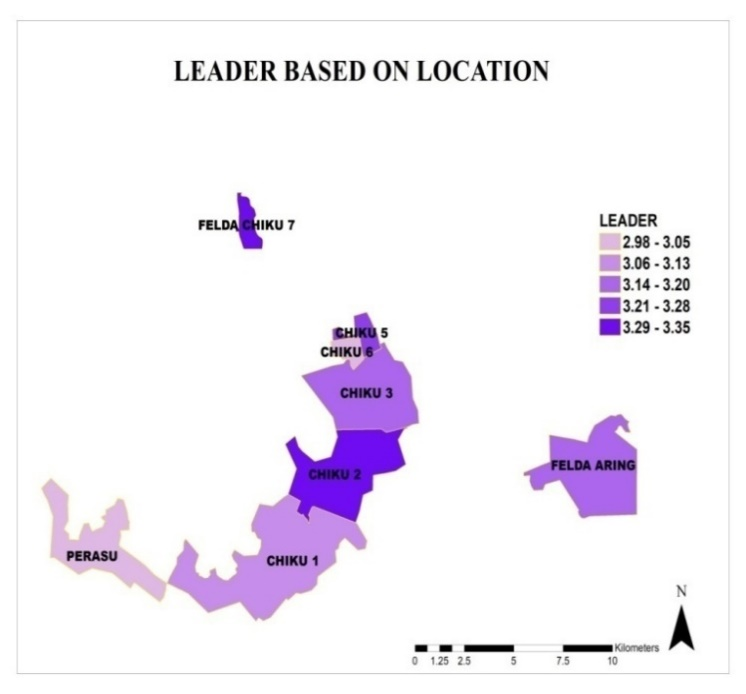 LEADER BASED ON LOCATION
FELDA CHIKU 7
LEADER
2.98 - 3.05
3.06 - 3.13
3.14 - 3.20
3.21 - 3.28
3.29 - 3.35
CHIKU 5
CHIKU 6
CHIKU 3
CHIKU 2
FELDA ARING
PERASU
CHIKU 1
N
Kilometers
0 1.25 2.5 5 7.5 10